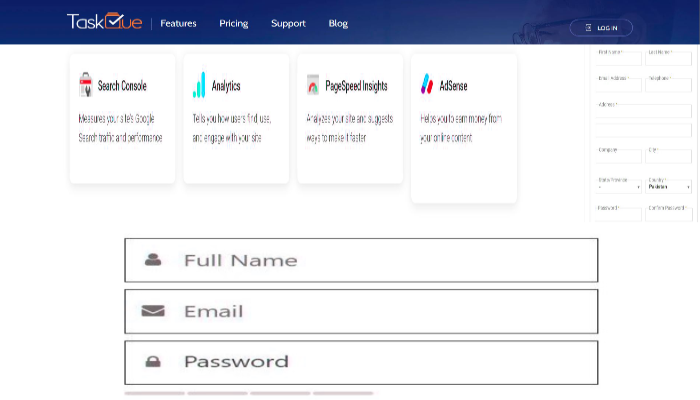 TaskQue
Features
Pricing
Support
Blog
LOG IN
Search Console
Measures your site's Google
Search traffic and performance
Analytics
Tells you how users find, use,
and engage with your site
PageSpeed Insights
Analyzes your site and suggests
ways to make it faster
AdSense
Helps you to earn money from
your online content
First Name *
Last Name *
Email Address *
Telephone *
Address *
Company
City *
State/Province
Country *
Pakistan
Password *
Confirm Password *
Full Name
Email
Password